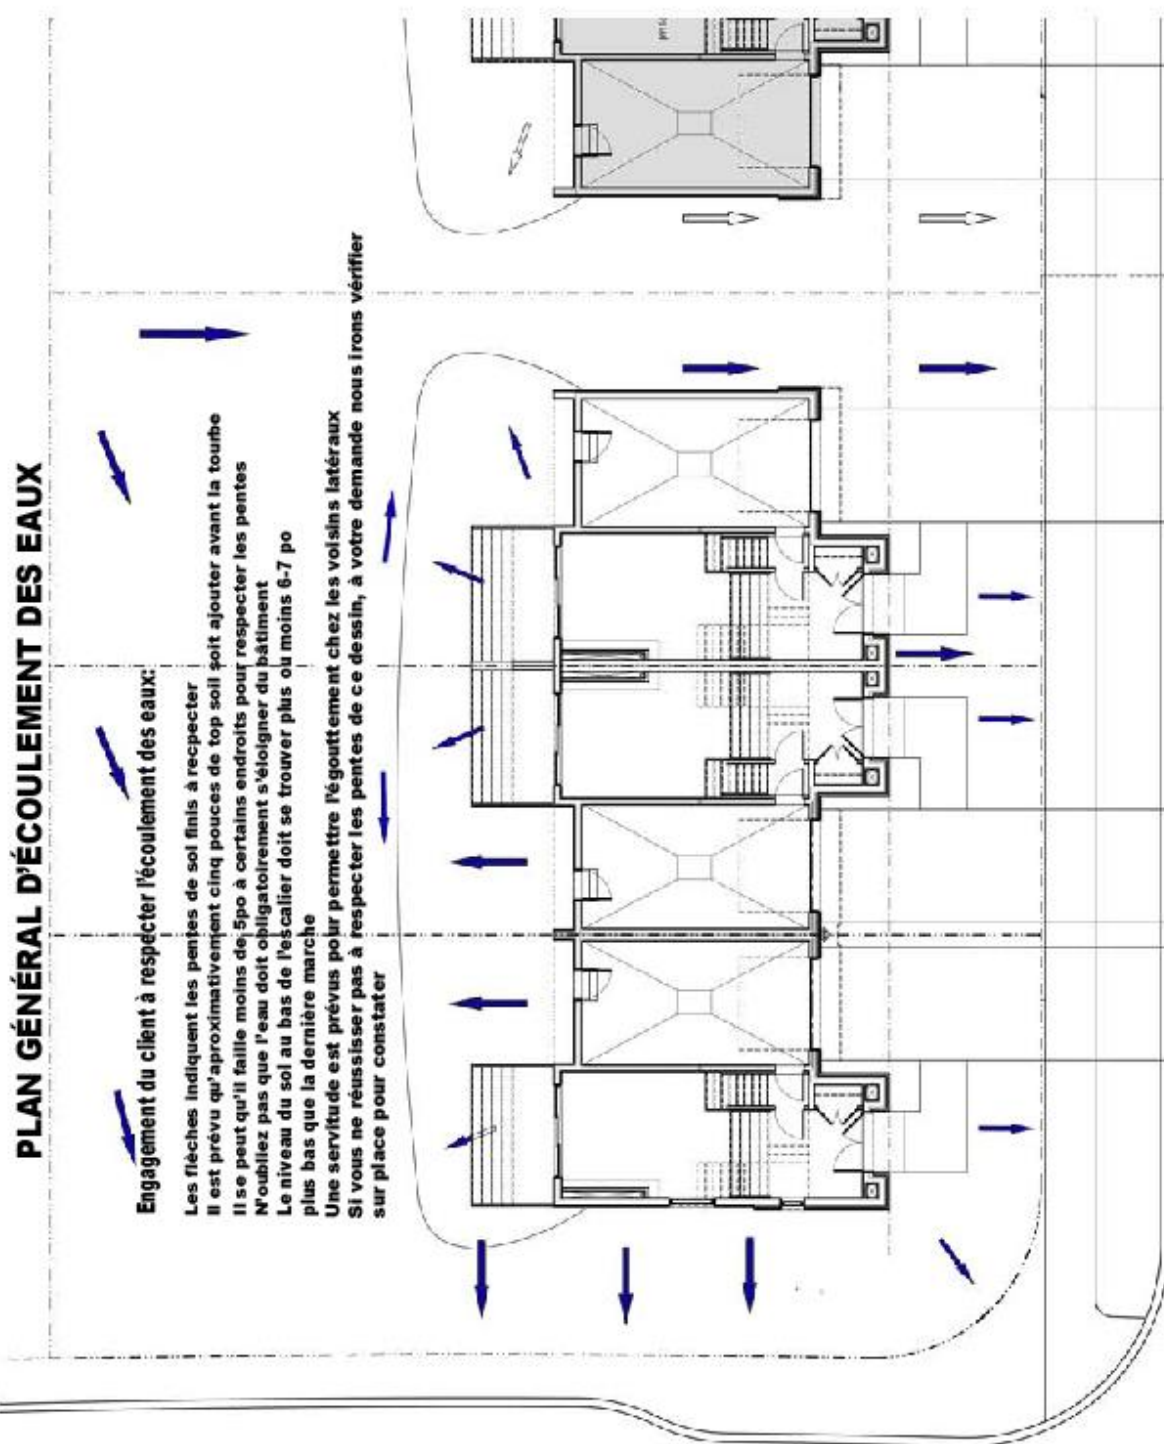 PLAN GÉNÉRAL D'ÉCOULEMENT DES EAUX
Engagement du client à respecter l'écoulement des eaux:
Les flèches indiquent les pentes de sol finis à recpecter
Il est prévu qu'aproximativement cinq pouces de top soil soit ajouter avant la tourbe
Il se peut qu'il faille moins de 5po à certains endroits pour respecter les pentes
N'oubliez pas que l'eau doit obligatoirement s'éloigner du bâtiment
Le niveau du sol au bas de l'escalier doit se trouver plus ou moins 6-7 po
plus bas que la dernière marche
Une servitude est prévus pour permettre l'égouttement chez les voisins latéraux
Si vous ne réussisser pas à respecter les pentes de ce dessin, à votre demande nous irons vérifier
sur place pour constater